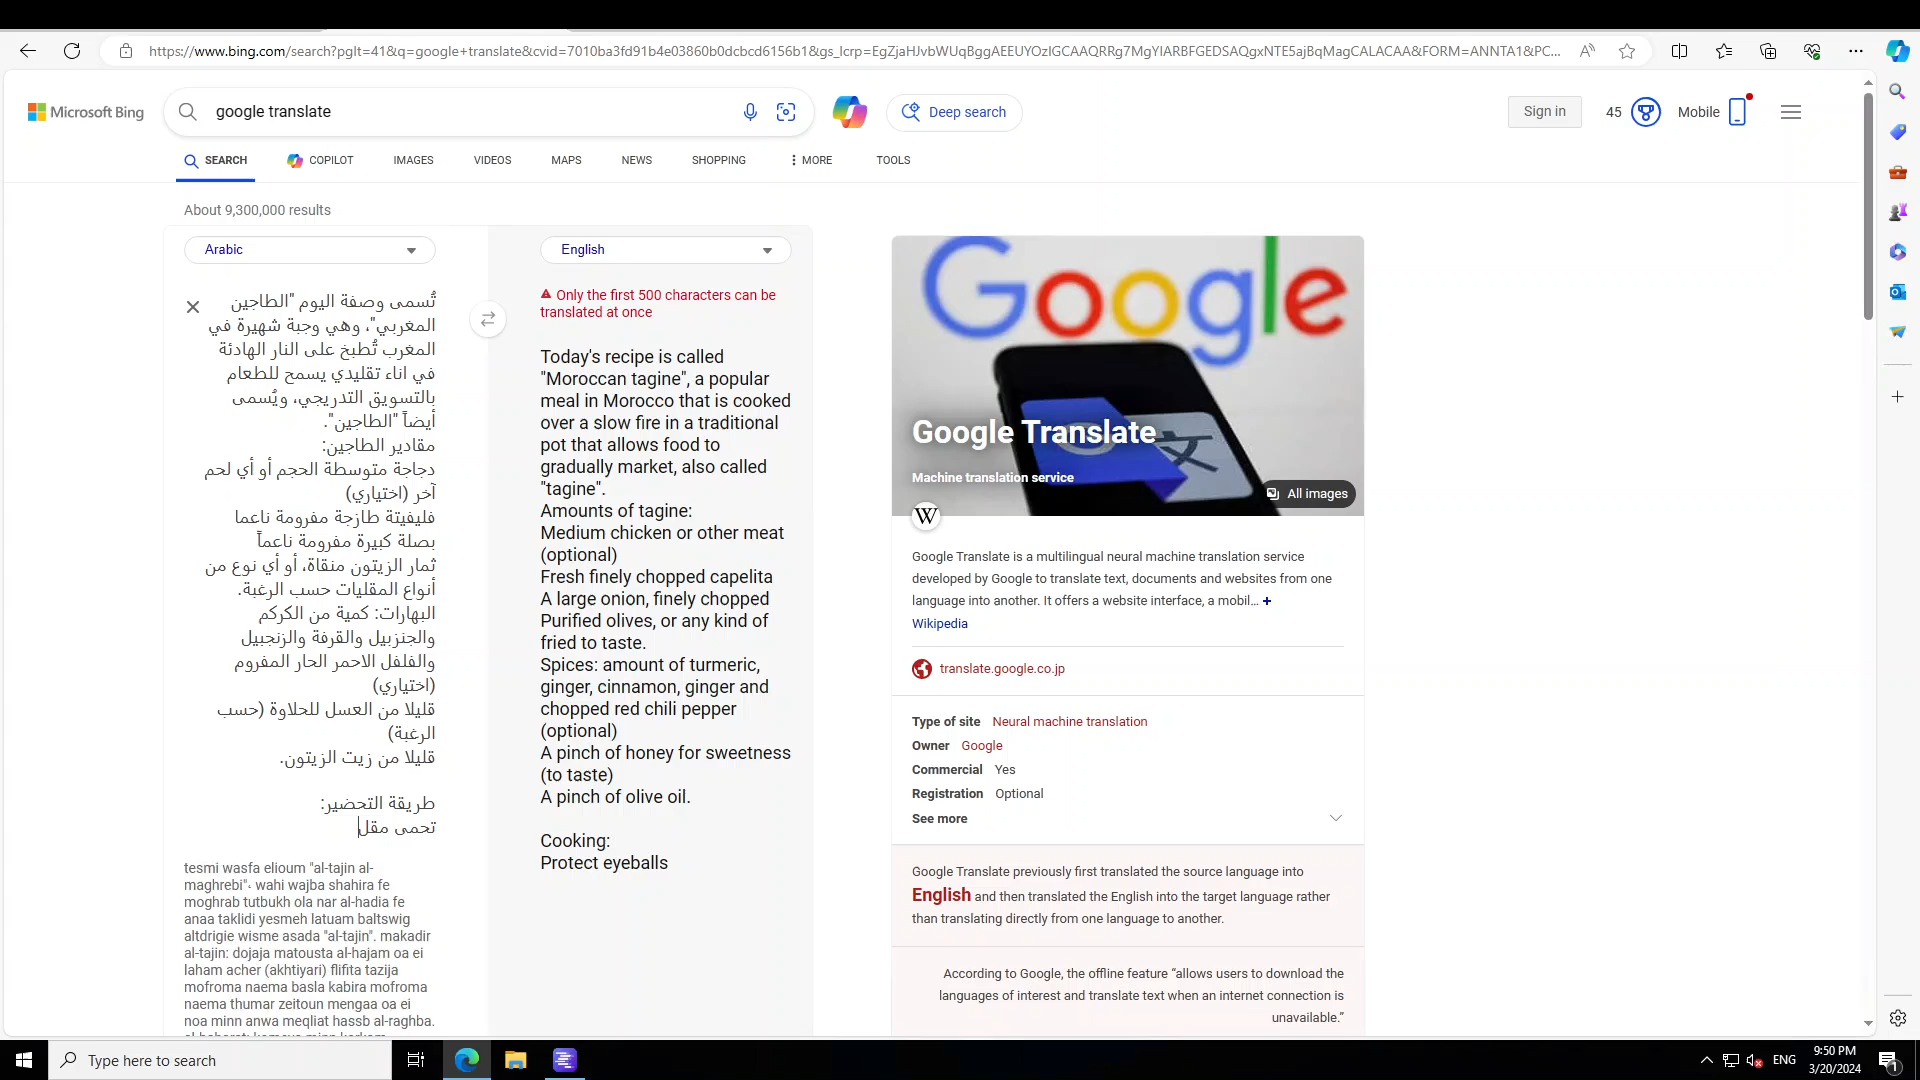 https://www.bing.com/search?pglt=41&q=google+translate&cvid=7010ba3fd91b4e03860b0dcbcd6156b1&gs_lcrp=EgZjaHJvbWUqBggAEEUYOzIGCAAQRRg7MgYIARBFGEDSAQgxNTE5ajBqMagCALACAA&FORM=ANNTA1&PC...
Microsoft Bing
google translate
Deep search
Sign in
45
Mobile
SEARCH
COPILOT
IMAGES
VIDEOS
MAPS
NEWS
SHOPPING
MORE
TOOLS
About 9,300,000 results
Arabic
تُسمى وصفة اليوم "الطاجين
المغربي"، وهي وجبة شهيرة في
المغرب تُطبخ على النار الهادئة
في اناء تقليدي يسمح للطعام
بالتسويق التدريجي، ويُسمى
أيضاً "الطاجين".
مقادير الطاجين:
دجاجة متوسطة الحجم أو أي لحم
آخر (اختياري)
فليفيتة طازجة مفرومة ناعما
بصلة كبيرة مفرومة ناعماً
ثمار الزيتون منقاة، أو أي نوع من
أنواع المقليات حسب الرغبة.
البهارات: كمية من الكركم
والجنزبيل والقرفة والزنجبيل
والفلفل الاحمر الحار المفروم
(اختياري)
قليلا من العسل للحلاوة (حسب
الرغبة)
قليلا من زيت الزيتون.
طريقة التحضير:
تحمى مقل
tesmi wasfa elioum "al-tajin al-
maghrebi"، wahi wajba shahira fe
moghrab tutbukh ola nar al-hadia fe
anaa taklidi yesmeh latuam baltswig
altdrigie wisme asada "al-tajin". makadir
al-tajin: dojaja matousta al-hajam oa ei
laham acher (akhtiyari) flifita tazija
mofroma naema basla kabira mofroma
naema thumar zeitoun mengaa oa ei
noa minn anwa meqliat hassb al-raghba.
English
Only the first 500 characters can be
translated at once
Today's recipe is called
"Moroccan tagine", a popular
meal in Morocco that is cooked
over a slow fire in a traditional
pot that allows food to
gradually market, also called
"tagine".
Amounts of tagine:
Medium chicken or other meat
(optional)
Fresh finely chopped capelita
A large onion, finely chopped
Purified olives, or any kind of
fried to taste.
Spices: amount of turmeric,
ginger, cinnamon, ginger and
chopped red chili pepper
(optional)
A pinch of honey for sweetness
(to taste)
A pinch of olive oil.
Cooking:
Protect eyeballs
Google
Google Translate
Machine translation service
All images
W
Google Translate is a multilingual neural machine translation service
developed by Google to translate text, documents and websites from one
language into another. It offers a website interface, a mobil… +
Wikipedia
translate.google.co.jp
Type of site Neural machine translation
Owner Google
Commercial Yes
Registration Optional
See more
Google Translate previously first translated the source language into
English and then translated the English into the target language rather
than translating directly from one language to another.
According to Google, the offline feature “allows users to download the
languages of interest and translate text when an internet connection is
unavailable.”
Type here to search
ENG
9:50 PM
3/20/2024
1